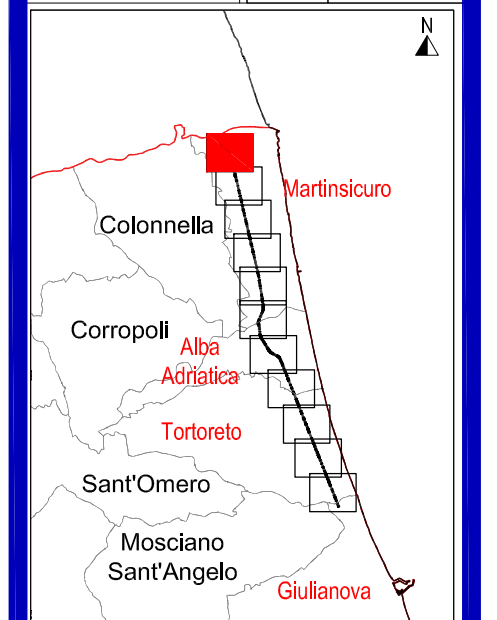 N
Martinsicuro
Colonnella
Corropoli
Alba
Adriatica
Tortoreto
Sant'Omero
Mosciano
Sant'Angelo
Giulianova